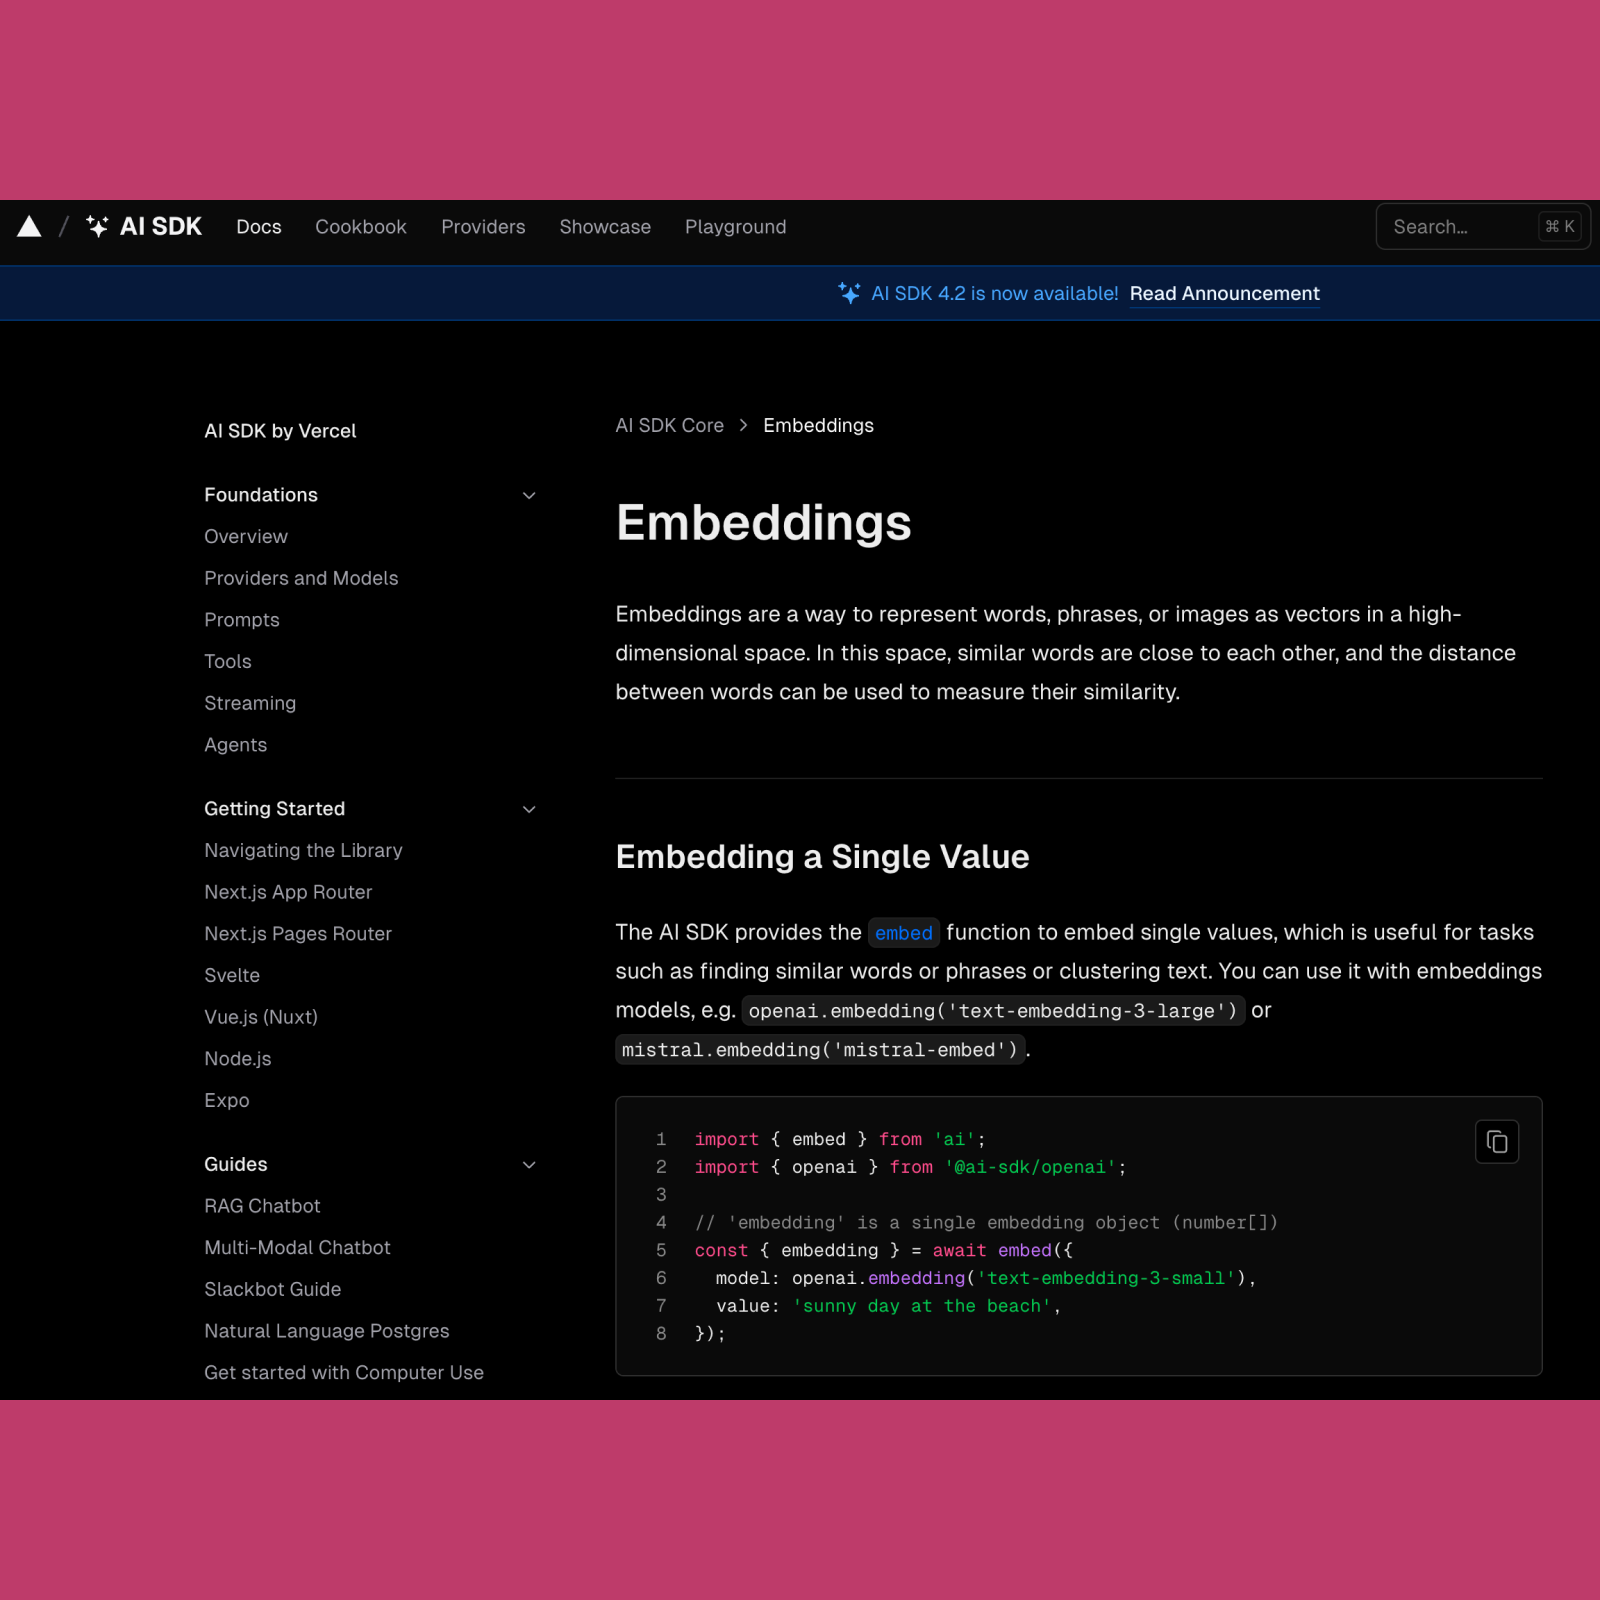 / AI SDK Docs Cookbook Providers Showcase Playground Search... ⌘ K
AI SDK 4.2 is now available! Read Announcement
AI SDK by Vercel
Foundations
Overview
Providers and Models
Prompts
Tools
Streaming
Agents
Getting Started
Navigating the Library
Next.js App Router
Next.js Pages Router
Svelte
Vue.js (Nuxt)
Node.js
Expo
Guides
RAG Chatbot
Multi-Modal Chatbot
Slackbot Guide
Natural Language Postgres
Get started with Computer Use
AI SDK Core > Embeddings
Embeddings
Embeddings are a way to represent words, phrases, or images as vectors in a high-
dimensional space. In this space, similar words are close to each other, and the distance
between words can be used to measure their similarity.
Embedding a Single Value
The AI SDK provides the embed function to embed single values, which is useful for tasks
such as finding similar words or phrases or clustering text. You can use it with embeddings
models, e.g. openai.embedding('text-embedding-3-large') or
mistral.embedding('mistral-embed').
1 import { embed } from 'ai';
2 import { openai } from '@ai-sdk/openai';
3
4 // 'embedding' is a single embedding object (number[])
5 const { embedding } = await embed({
6   model: openai.embedding('text-embedding-3-small'),
7   value: 'sunny day at the beach',
8 });